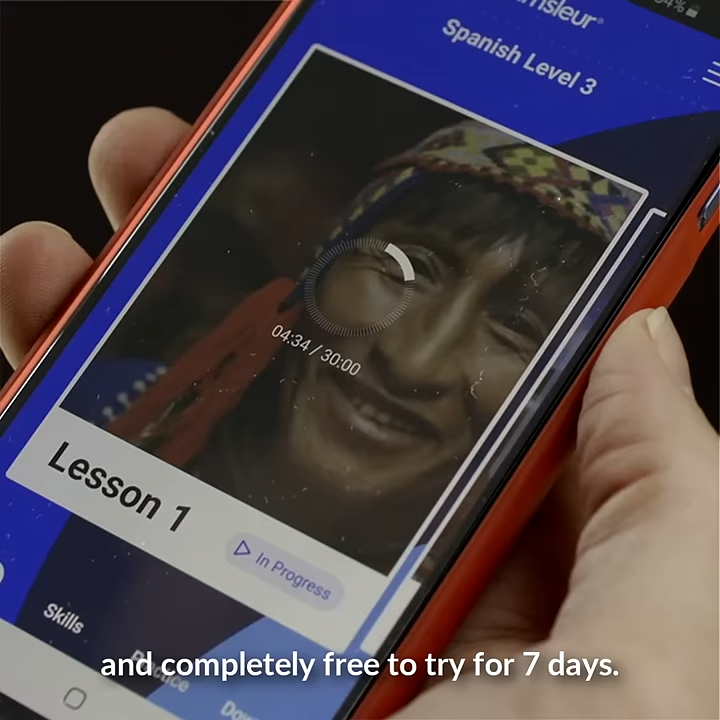 Spanish Level 3
04:34 / 30:00
Lesson 1
In Progress
Skills
and completely free to try for 7 days.